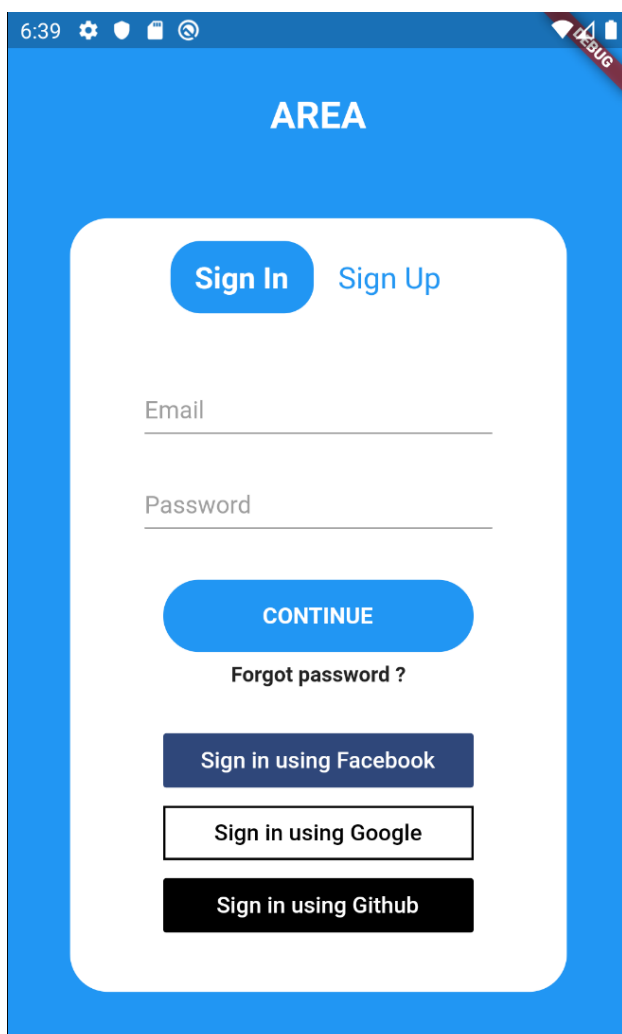 6:39
DEBUG
AREA
Sign In Sign Up
Email
Password
CONTINUE
Forgot password ?
Sign in using Facebook
Sign in using Google
Sign in using Github